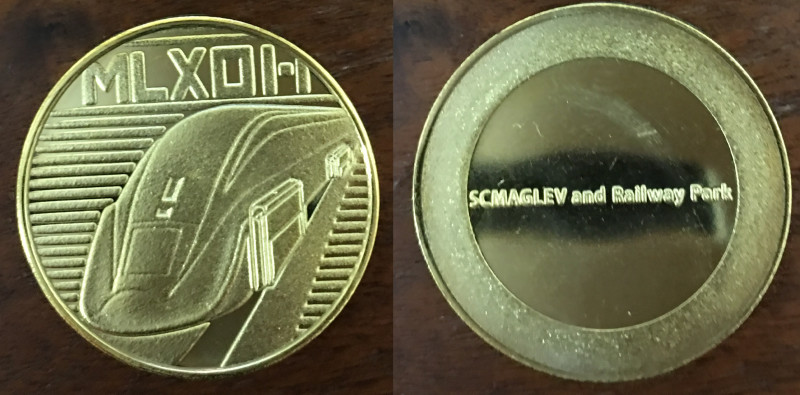 MLX01
SCMAGLEV and Railway Park